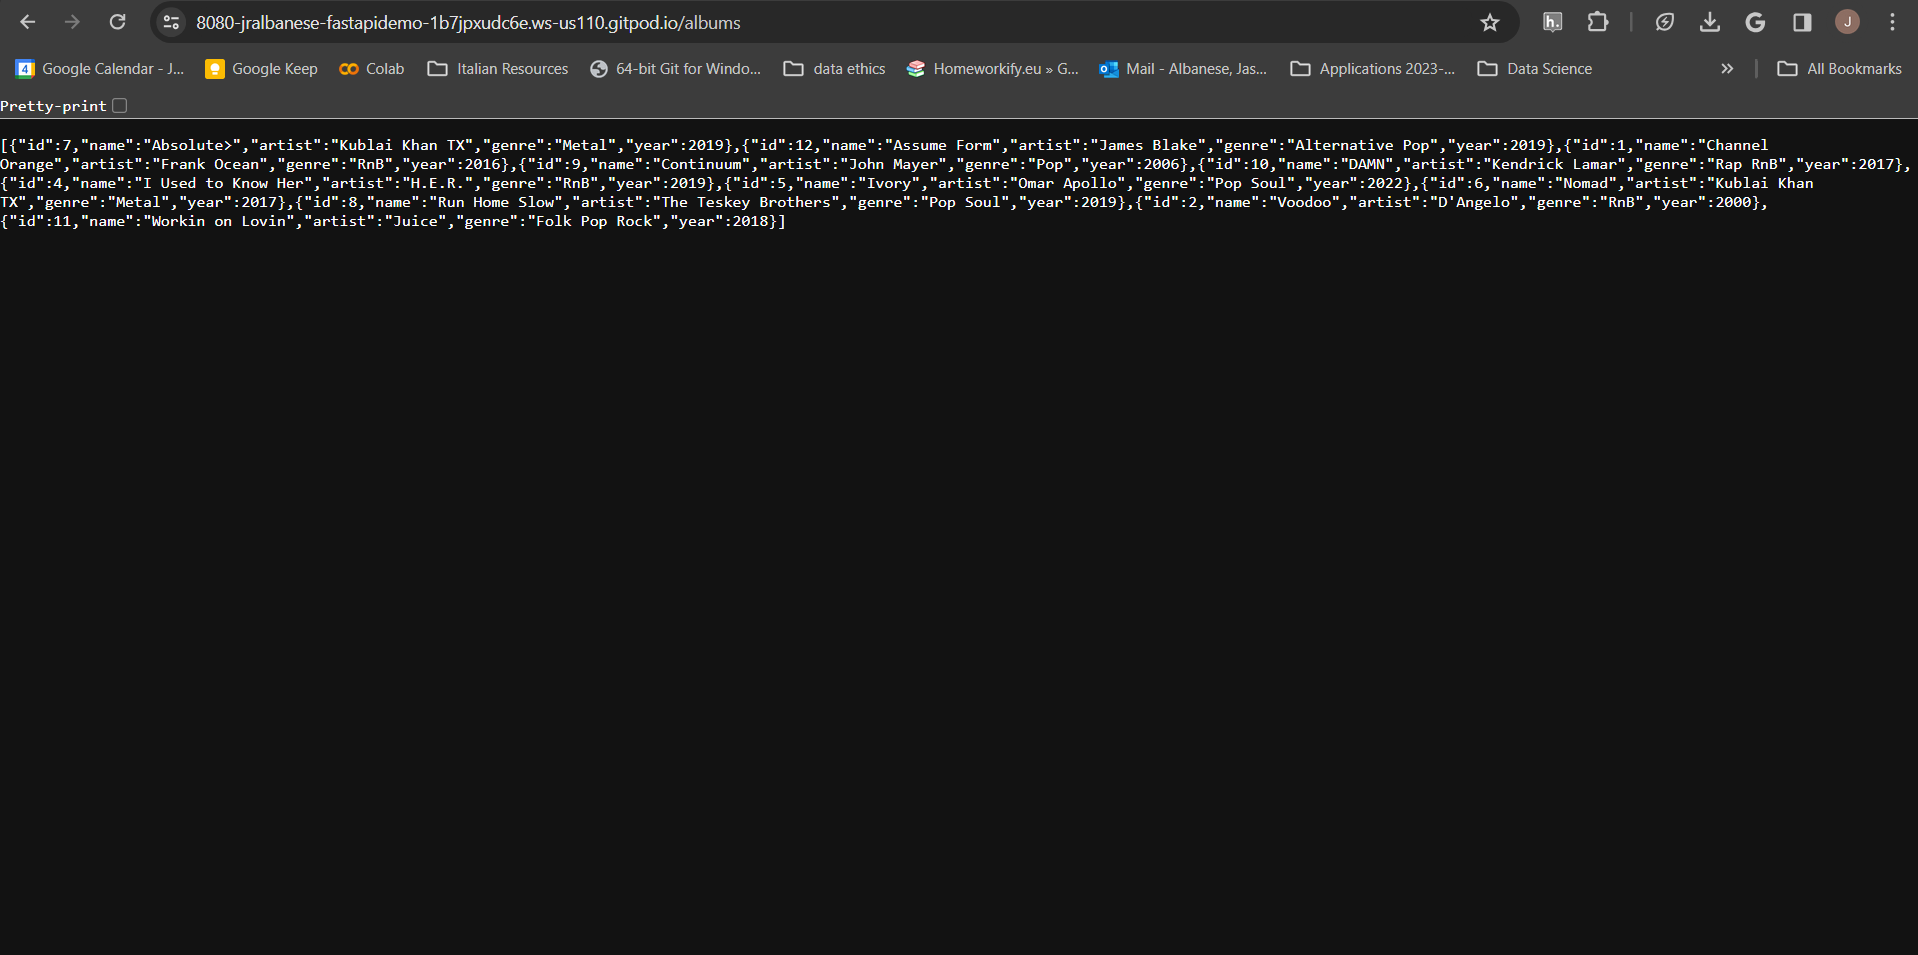 8080-jralbanese-fastapidemo-1b7jpxudc6e.ws-us110.gitpod.io/albums
h.
J
4 Google Calendar - J... Google Keep Colab Italian Resources 64-bit Git for Windo... data ethics Homeworkify.eu » G... Mail - Albanese, Jas... Applications 2023-... Data Science » All Bookmarks
Pretty-print
[{"id":7,"name":"Absolute>","artist":"Kublai Khan TX","genre":"Metal","year":2019},{"id":12,"name":"Assume Form","artist":"James Blake","genre":"Alternative Pop","year":2019},{"id":1,"name":"Channel
Orange","artist":"Frank Ocean","genre":"RnB","year":2016},{"id":9,"name":"Continuum","artist":"John Mayer","genre":"Pop","year":2006},{"id":10,"name":"DAMN","artist":"Kendrick Lamar","genre":"Rap RnB","year":2017},
{"id":4,"name":"I Used to Know Her","artist":"H.E.R.","genre":"RnB","year":2019},{"id":5,"name":"Ivory","artist":"Omar Apollo","genre":"Pop Soul","year":2022},{"id":6,"name":"Nomad","artist":"Kublai Khan
TX","genre":"Metal","year":2017},{"id":8,"name":"Run Home Slow","artist":"The Teskey Brothers","genre":"Pop Soul","year":2019},{"id":2,"name":"Voodoo","artist":"D'Angelo","genre":"RnB","year":2000},
{"id":11,"name":"Workin on Lovin","artist":"Juice","genre":"Folk Pop Rock","year":2018}]